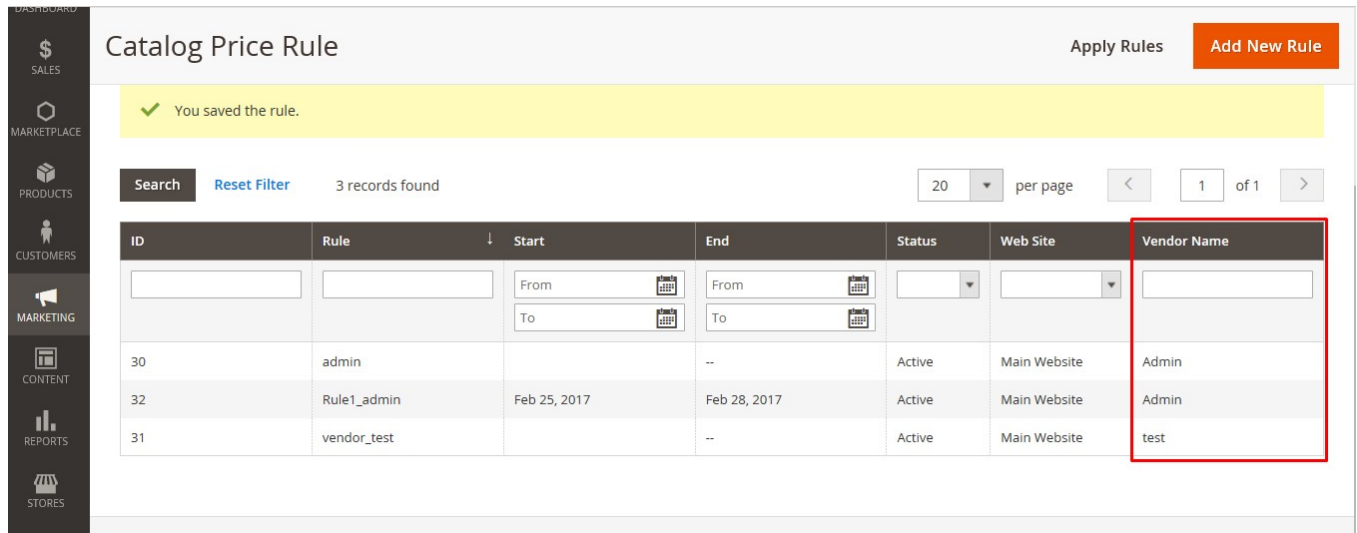 DASHBOARD
SALES
MARKETPLACE
PRODUCTS
CUSTOMERS
MARKETING
CONTENT
REPORTS
STORES
Catalog Price Rule
Apply Rules
Add New Rule
You saved the rule.
Search Reset Filter 3 records found 20 per page 1 of 1
ID Rule ↓ Start End Status Web Site Vendor Name
From From
To To
30 admin -- Active Main Website Admin
32 Rule1_admin Feb 25, 2017 Feb 28, 2017 Active Main Website Admin
31 vendor_test -- Active Main Website test